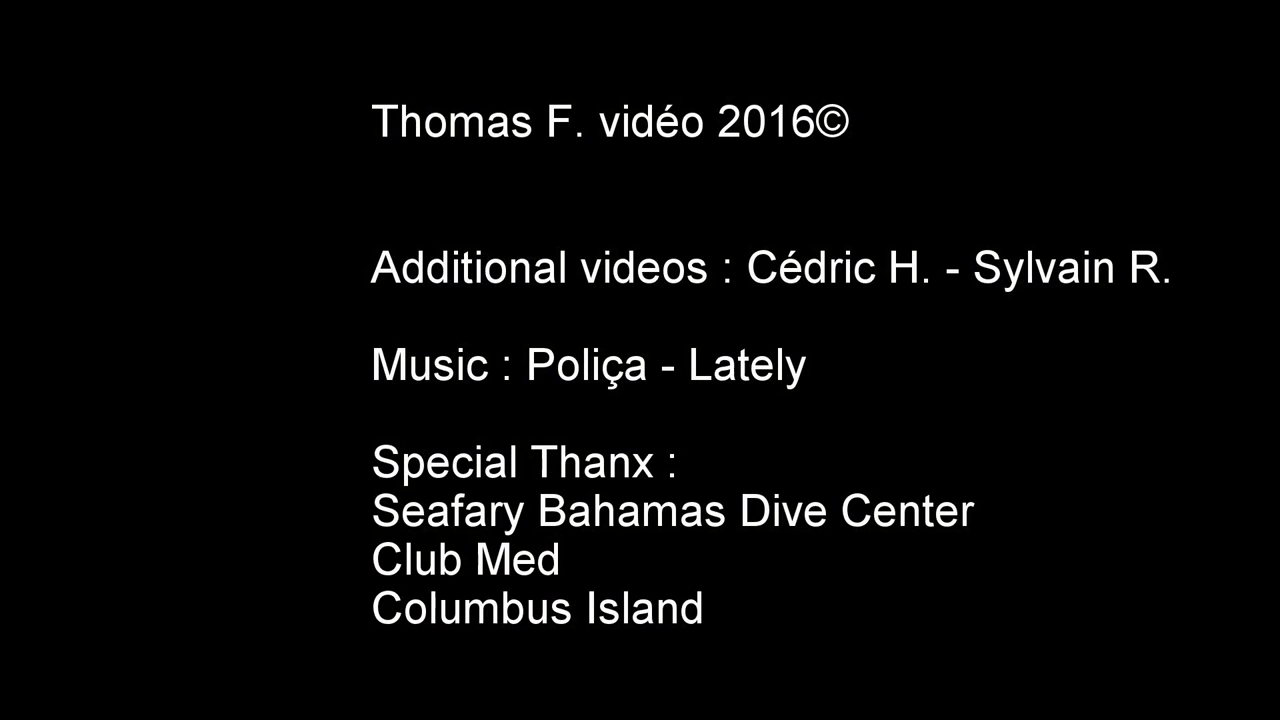 Thomas F. vidéo 2016©
Additional videos : Cédric H. - Sylvain R.
Music : Poliça - Lately
Special Thanx :
Seafary Bahamas Dive Center
Club Med
Columbus Island